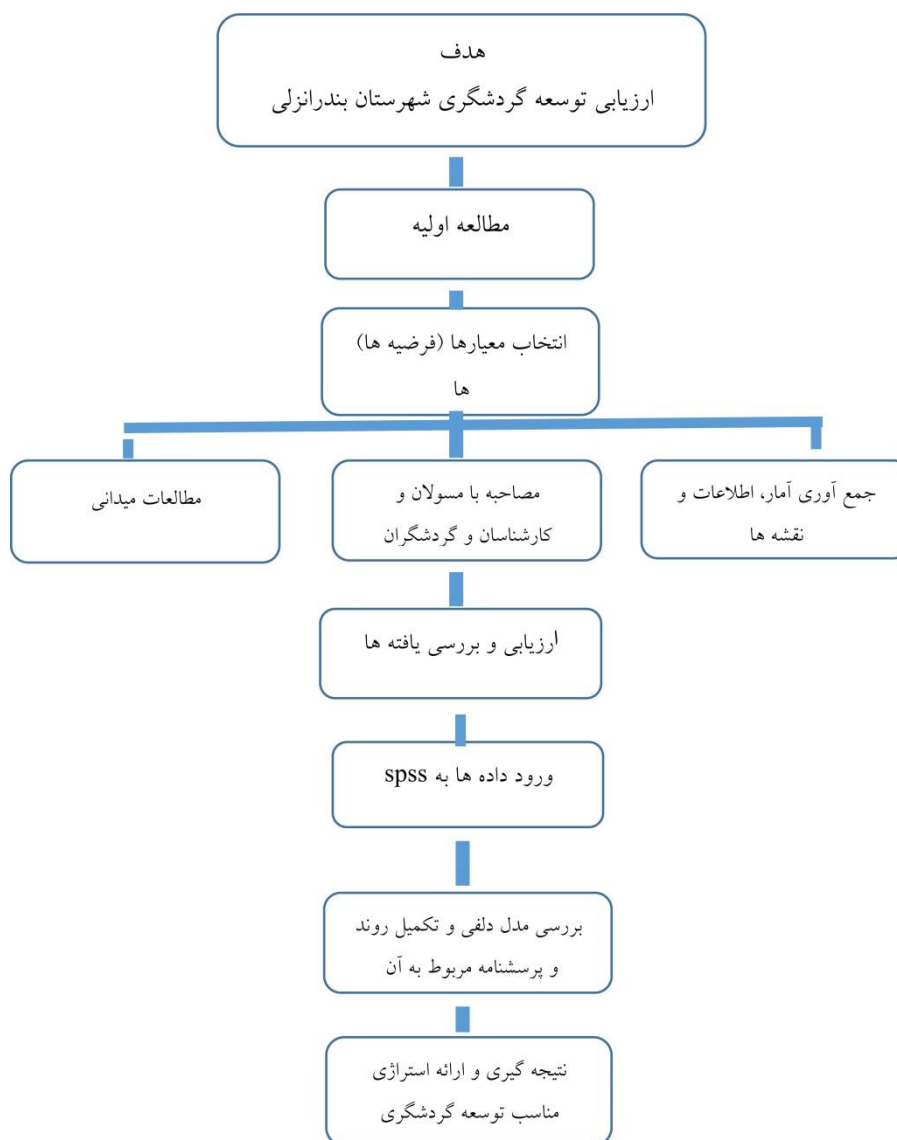 هدف
ارزیابی توسعه گردشگری شهرستان بندرانزلی
مطالعه اولیه
انتخاب معیارها (فرضیه ها)
ها
جمع آوری آمار، اطلاعات و
نقشه ها
مصاحبه با مسولان و
کارشناسان و گردشگران
مطالعات میدانی
ارزیابی و بررسی یافته ها
ورود داده ها به spss
بررسی مدل دلفی و تکمیل روند
و پرسشنامه مربوط به آن
نتیجه گیری و ارائه استراتژی
مناسب توسعه گردشگری